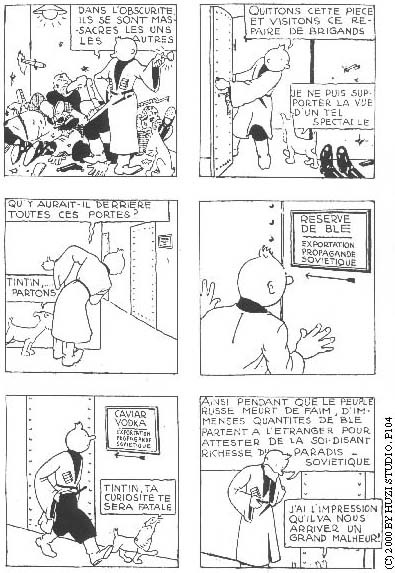 DANS L'OBSCURITE
ILS SE SONT MAS-
SACRES LES UNS
LES AUTRES
QUITTONS CETTE PIECE
ET VISITONS CE RE-
PAIRE DE BRIGANDS
JE NE PUIS SUP-
PORTER LA VUE
D'UN TEL
SPECTACLE
QU'Y AURAIT-IL DERRIERE
TOUTES CES PORTES?
TINTIN,...
PARTONS
RESERVE
DE BLE
EXPORTATION
PROPAGANDE
SOVIETIQUE
CAVIAR
VODKA
EXPORTATION
PROPAGANDE
SOVIETIQUE
TINTIN, TA
CURIOSITE TE
SERA FATALE
AINSI PENDANT QUE LE PEUPLE
RUSSE MEURT DE FAIM, D'IM-
MENSES QUANTITES DE BLE
PARTENT A L'ETRANGER POUR
ATTESTER DE LA SOI-DISANT
RICHESSE DU PARADIS
SOVIETIQUE
J'AI L'IMPRESSION
QU'IL VA NOUS
ARRIVER UN
GRAND MALHEUR!
(C) 2000 BY HUZI STUDIO. P104